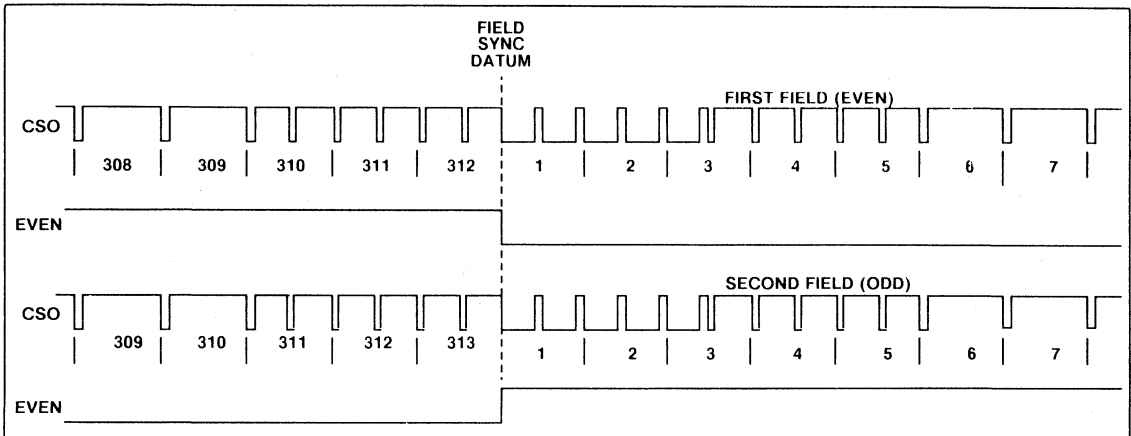 FIELD
SYNC
DATUM
FIRST FIELD (EVEN)
CSO
308 309 310 311 312 1 2 3 4 5 6 7
EVEN
SECOND FIELD (ODD)
CSO
309 310 311 312 313 1 2 3 4 5 6 7
EVEN